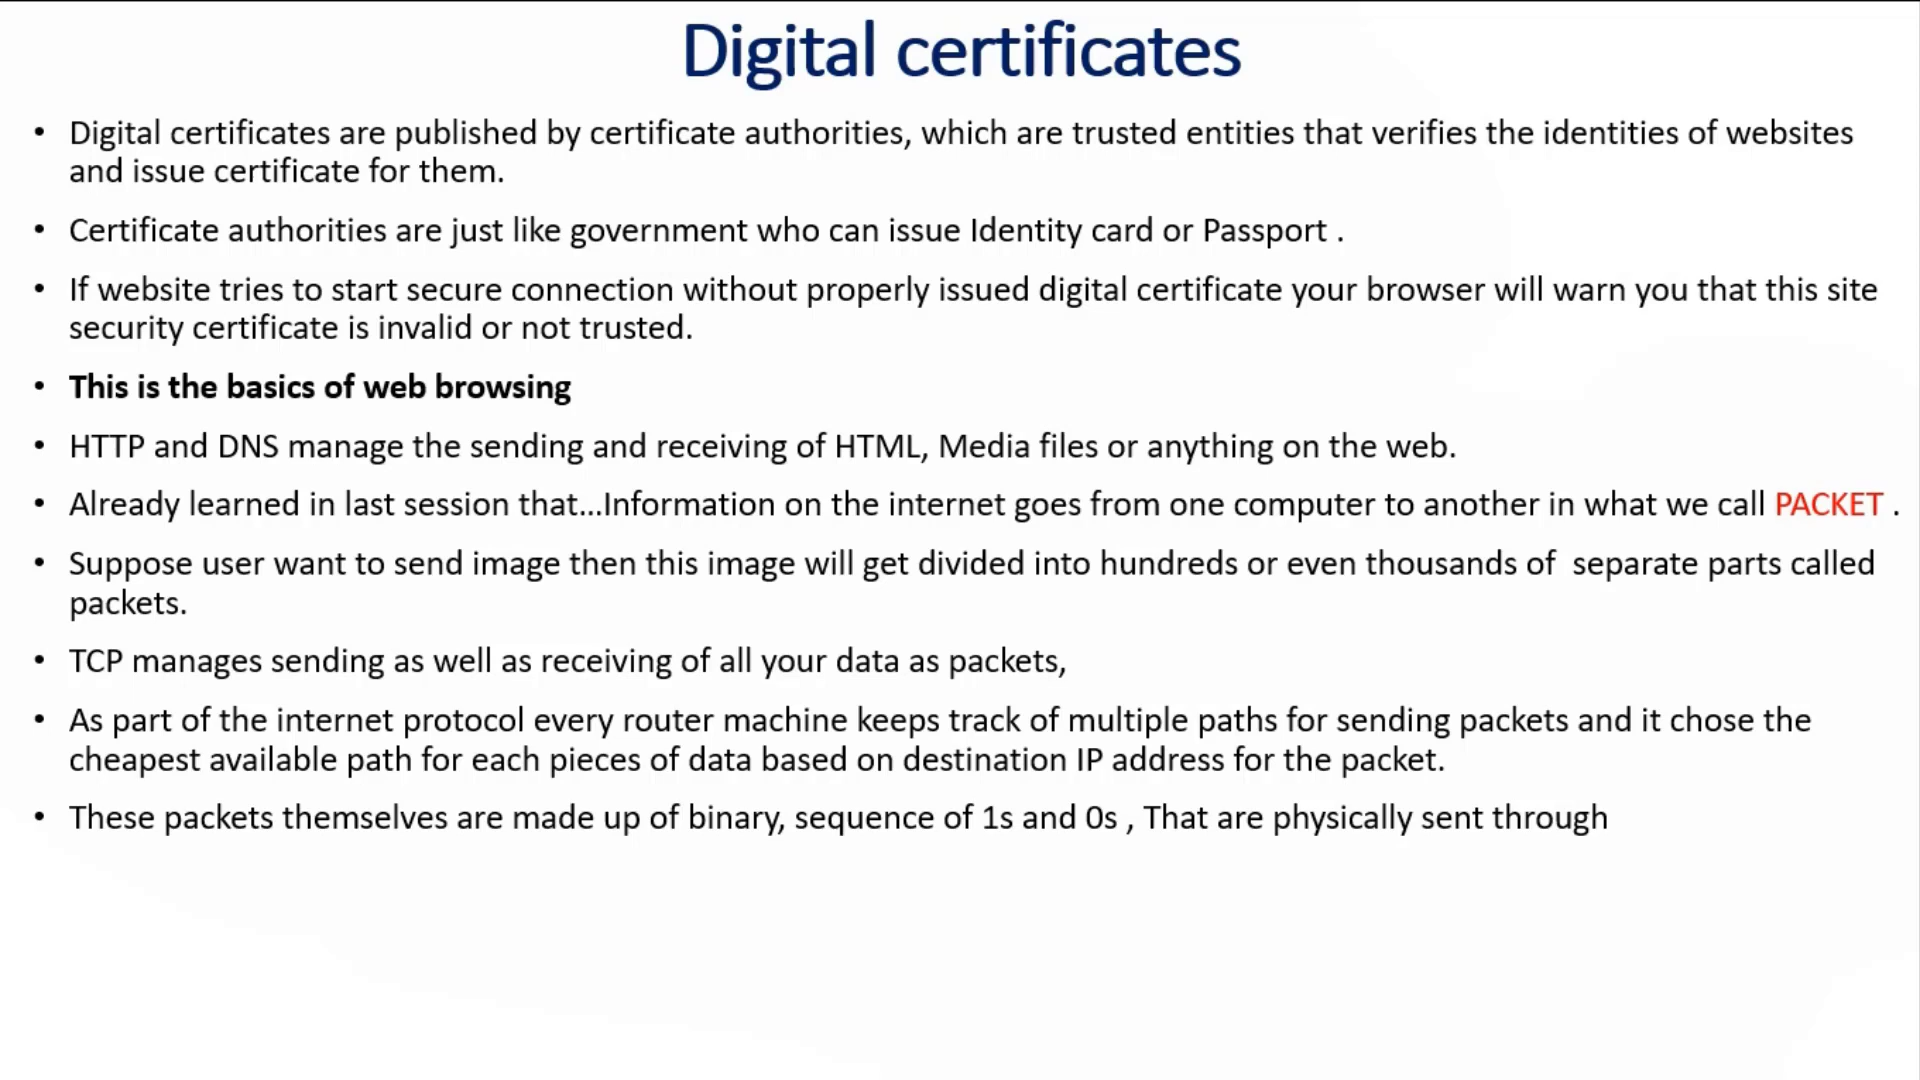 Digital certificates
• Digital certificates are published by certificate authorities, which are trusted entities that verifies the identities of websites
and issue certificate for them.
• Certificate authorities are just like government who can issue Identity card or Passport .
• If website tries to start secure connection without properly issued digital certificate your browser will warn you that this site
security certificate is invalid or not trusted.
• This is the basics of web browsing
• HTTP and DNS manage the sending and receiving of HTML, Media files or anything on the web.
• Already learned in last session that...Information on the internet goes from one computer to another in what we call PACKET .
• Suppose user want to send image then this image will get divided into hundreds or even thousands of  separate parts called
packets.
• TCP manages sending as well as receiving of all your data as packets,
• As part of the internet protocol every router machine keeps track of multiple paths for sending packets and it chose the
cheapest available path for each pieces of data based on destination IP address for the packet.
• These packets themselves are made up of binary, sequence of 1s and 0s , That are physically sent through